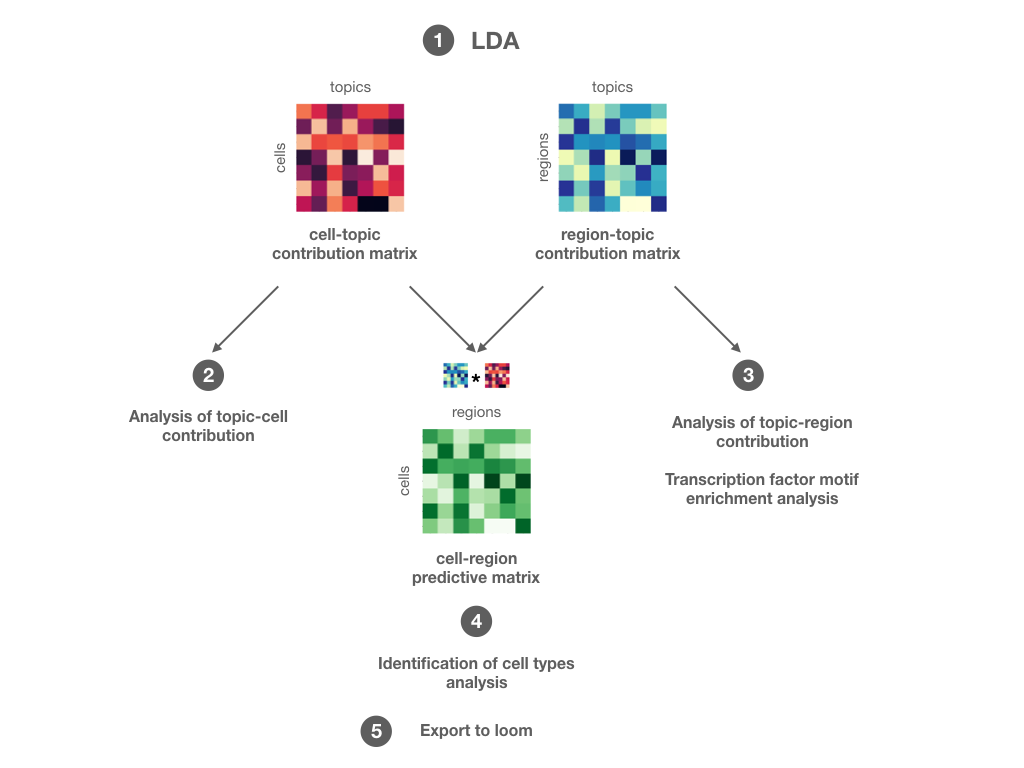 1 LDA
topics
cells
cell-topic
contribution matrix
topics
regions
region-topic
contribution matrix
2
Analysis of topic-cell
contribution
*
regions
cells
cell-region
predictive matrix
3
Analysis of topic-region
contribution
Transcription factor motif
enrichment analysis
4
Identification of cell types
analysis
5 Export to loom